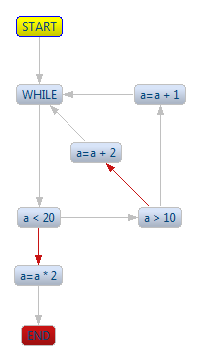 START
WHILE
a=a + 1
a=a + 2
a < 20
a > 10
a=a * 2
END